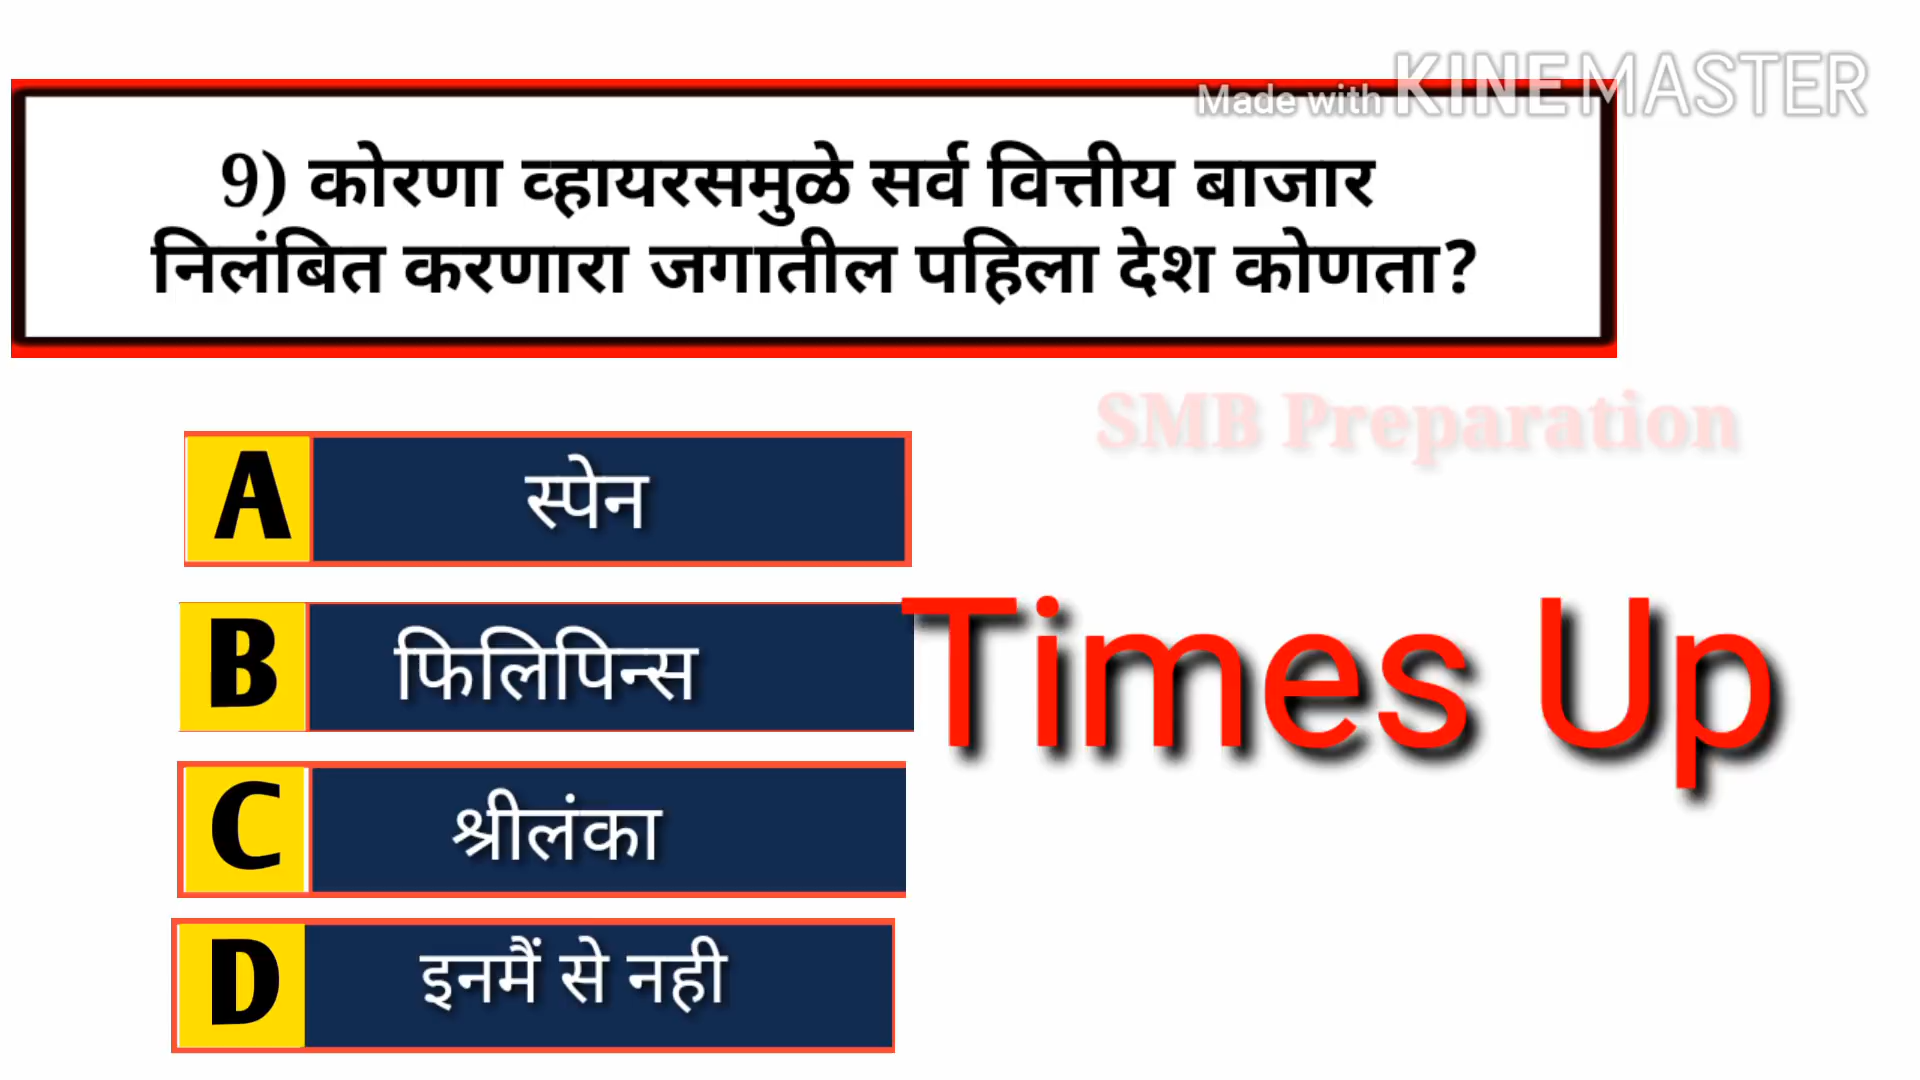 Made with KINEMASTER
9) कोरणा व्हायरसमुळे सर्व वित्तीय बाजार
निलंबित करणारा जगातील पहिला देश कोणता?
SMB Preparation
A स्पेन
B फिलिपिन्स
Times Up
C श्रीलंका
D इनमैं से नही